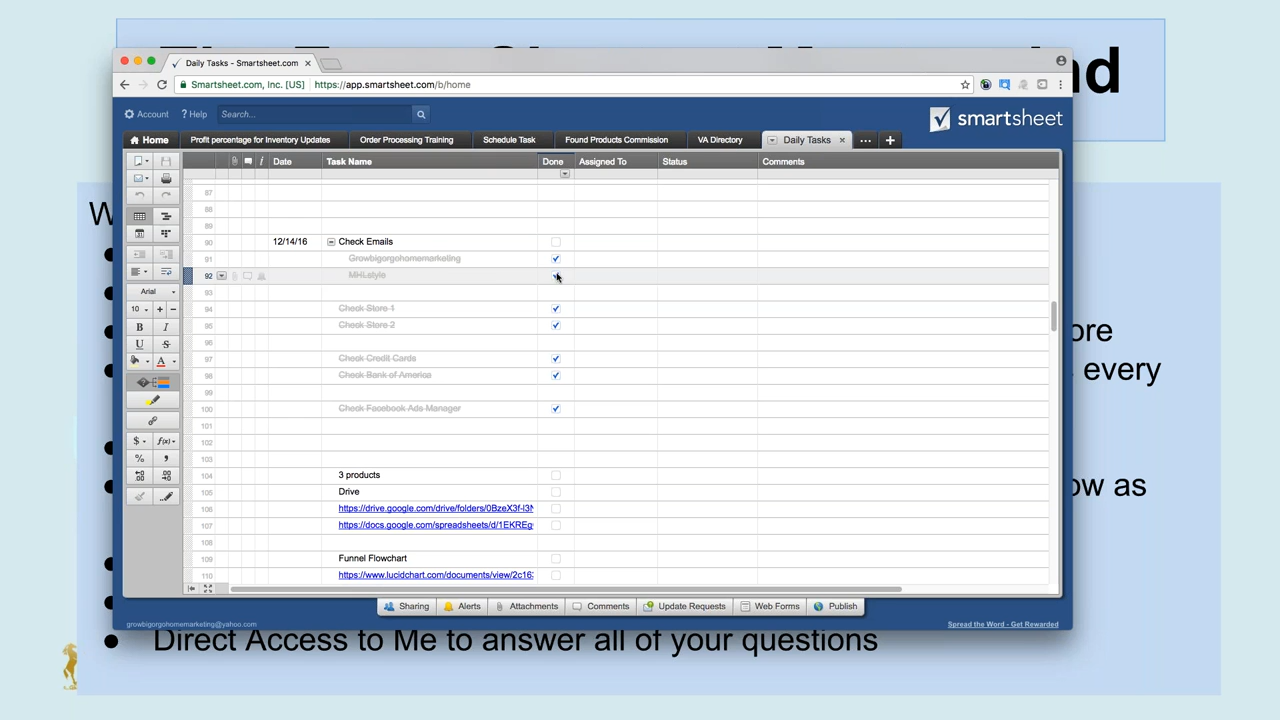 nd
Daily Tasks - Smartsheet.com
Smartsheet.com, Inc. [US] https://app.smartsheet.com/b/home
Account ? Help Search... smartsheet
Home Profit percentage for Inventory Updates Order Processing Training Schedule Task Found Products Commission VA Directory Daily Tasks
Date Task Name Done Assigned To Status Comments
87
88
89
90 12/14/16 Check Emails
91 Growbigorgohomemarketing
92 MHLstyle
93
94 Check Store 1
95 Check Store 2
96
97 Check Credit Cards
98 Check Bank of America
99
100 Check Facebook Ads Manager
101
102
103
104 3 products
105 Drive
106 https://drive.google.com/drive/folders/0BzeX3f-l3N
107 https://docs.google.com/spreadsheets/d/1EKREg
108
109 Funnel Flowchart
110 https://www.lucidchart.com/documents/view/2c16
Arial
10
B I
U S
A
$ f(x)
%
Sharing Alerts Attachments Comments Update Requests Web Forms Publish
growbigorgohomemarketing@yahoo.com Spread the Word - Get Rewarded
W
ore
every
ow as
Direct Access to Me to answer all of your questions